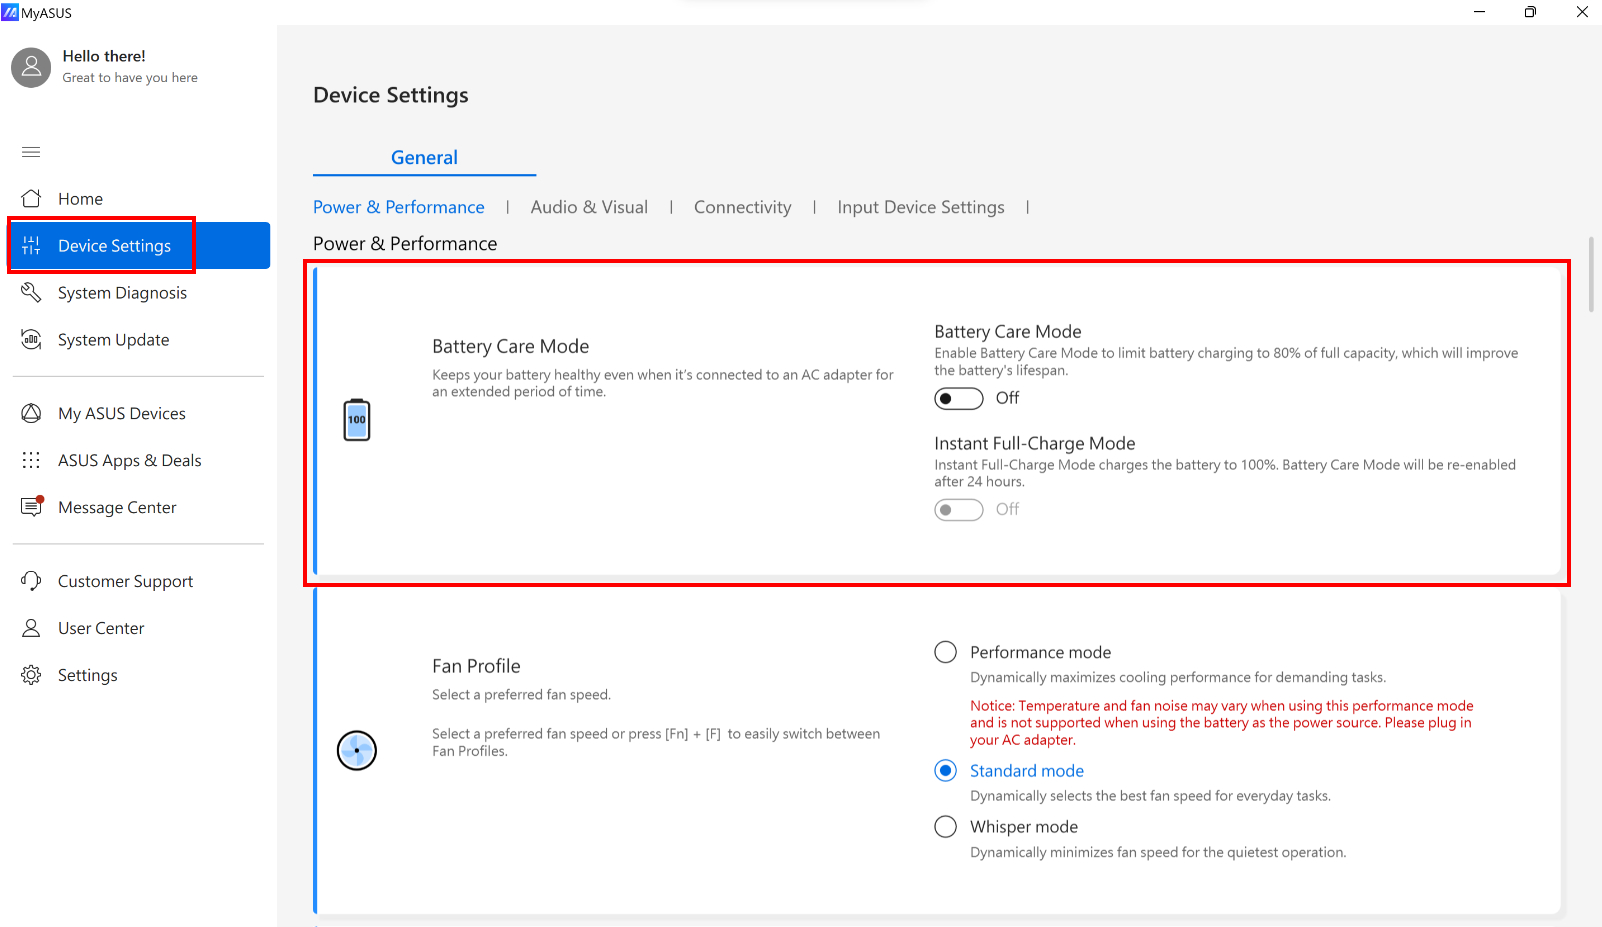 MyASUS
Hello there!
Great to have you here
Home
Device Settings
System Diagnosis
System Update
My ASUS Devices
ASUS Apps & Deals
Message Center
Customer Support
User Center
Settings
Device Settings
General
Power & Performance | Audio & Visual | Connectivity | Input Device Settings |
Power & Performance
100
Battery Care Mode
Keeps your battery healthy even when it's connected to an AC adapter for
an extended period of time.
Battery Care Mode
Enable Battery Care Mode to limit battery charging to 80% of full capacity, which will improve
the battery's lifespan.
Off
Instant Full-Charge Mode
Instant Full-Charge Mode charges the battery to 100%. Battery Care Mode will be re-enabled
after 24 hours.
Off
Fan Profile
Select a preferred fan speed.
Select a preferred fan speed or press [Fn] + [F] to easily switch between
Fan Profiles.
Performance mode
Dynamically maximizes cooling performance for demanding tasks.
Notice: Temperature and fan noise may vary when using this performance mode
and is not supported when using the battery as the power source. Please plug in
your AC adapter.
Standard mode
Dynamically selects the best fan speed for everyday tasks.
Whisper mode
Dynamically minimizes fan speed for the quietest operation.